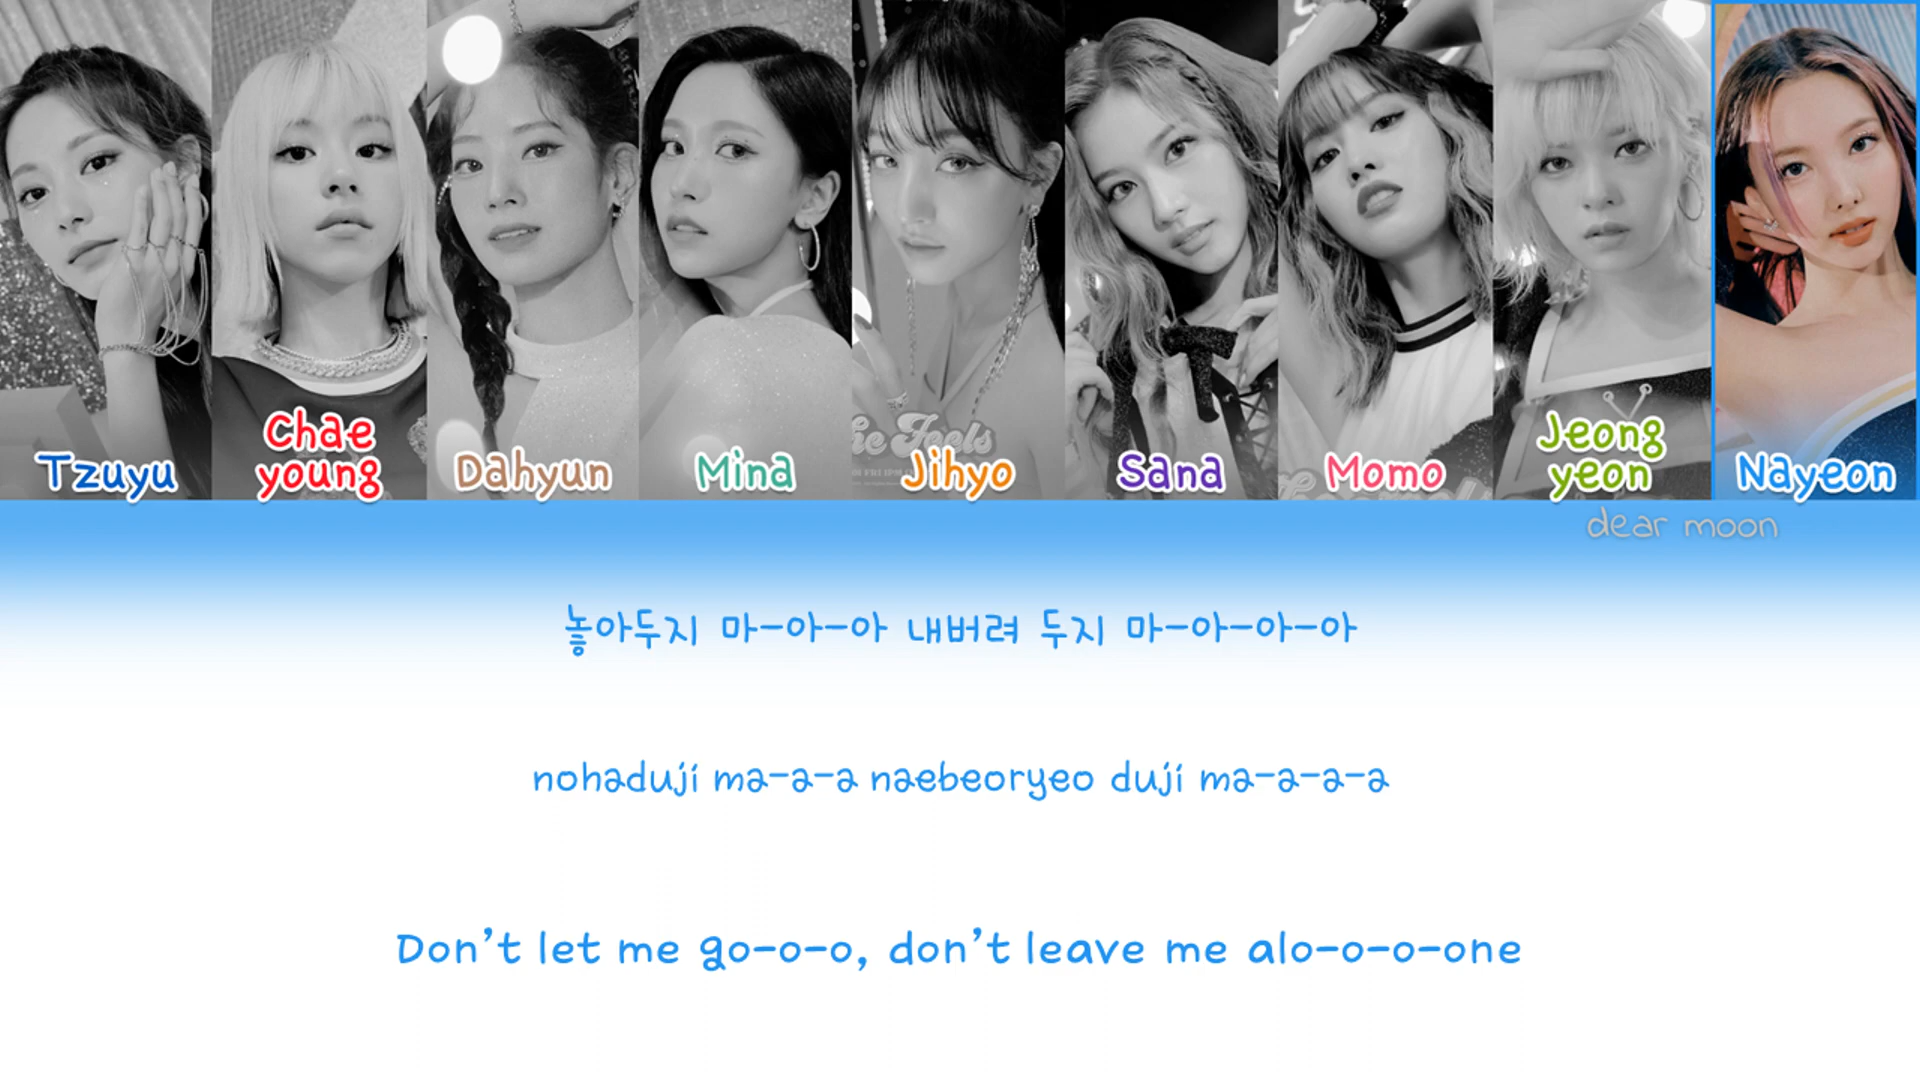 he Feels
Tzuyu
Chae
young
Dahyun
Mina
Jihyo
Sana
Momo
Jeong
yeon
Nayeon
dear moon
놓아두지 마-아-아 내버려 두지 마-아-아-아
nohaduji ma-a-a naebeoryeo duji ma-a-a-a
Don’t let me go-o-o, don’t leave me alo-o-o-one